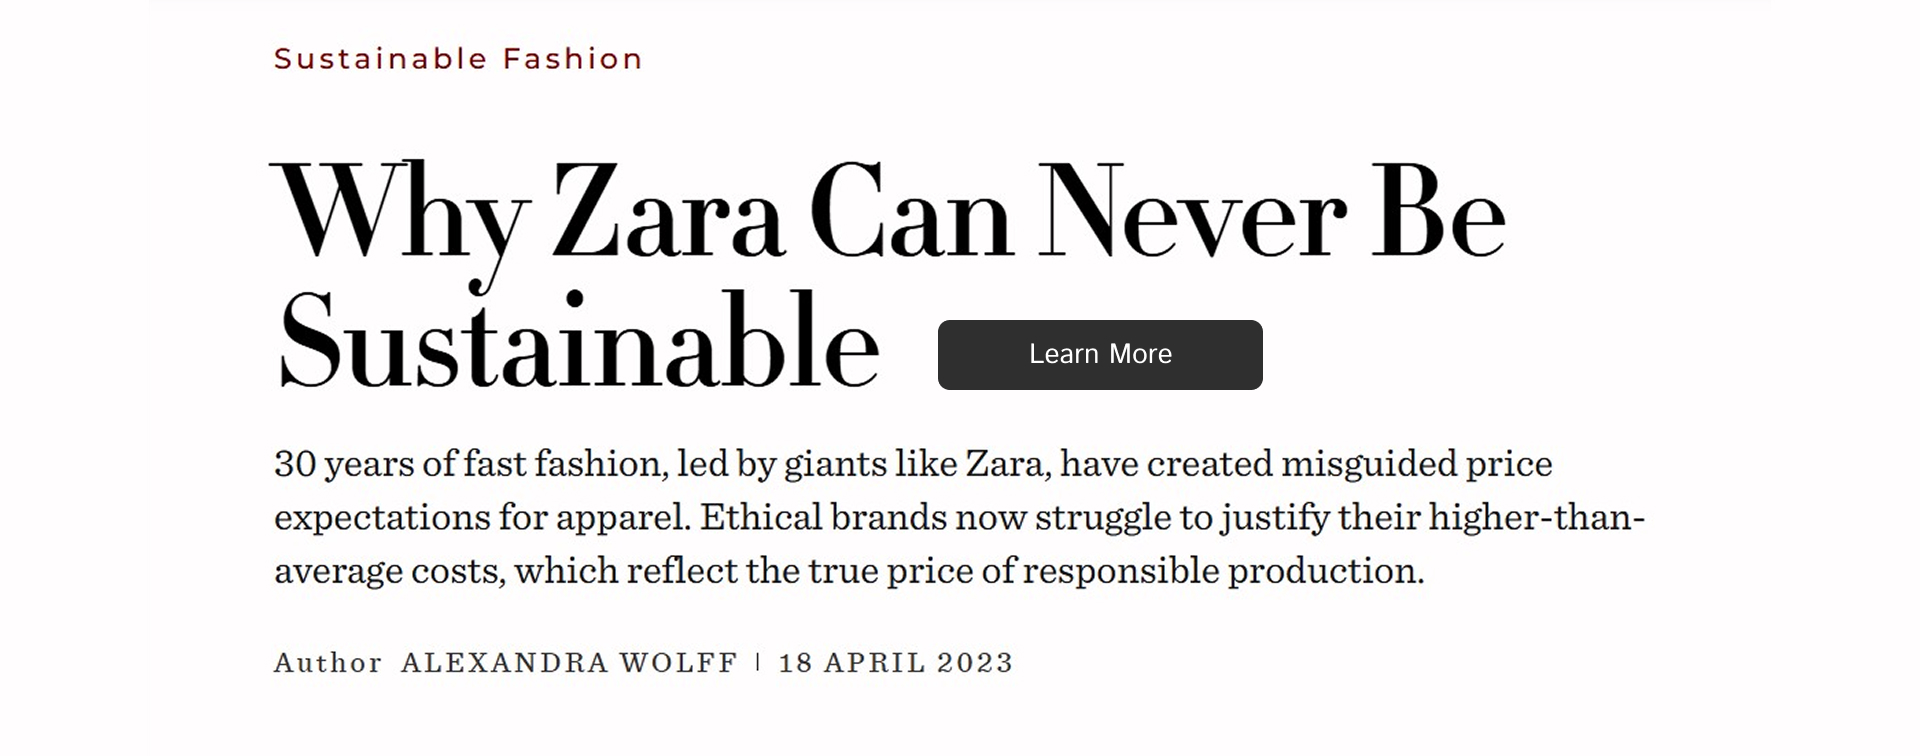 Sustainable Fashion
Why Zara Can Never Be
Sustainable
Learn More
30 years of fast fashion, led by giants like Zara, have created misguided price
expectations for apparel. Ethical brands now struggle to justify their higher-than-
average costs, which reflect the true price of responsible production.
Author ALEXANDRA WOLFF | 18 APRIL 2023